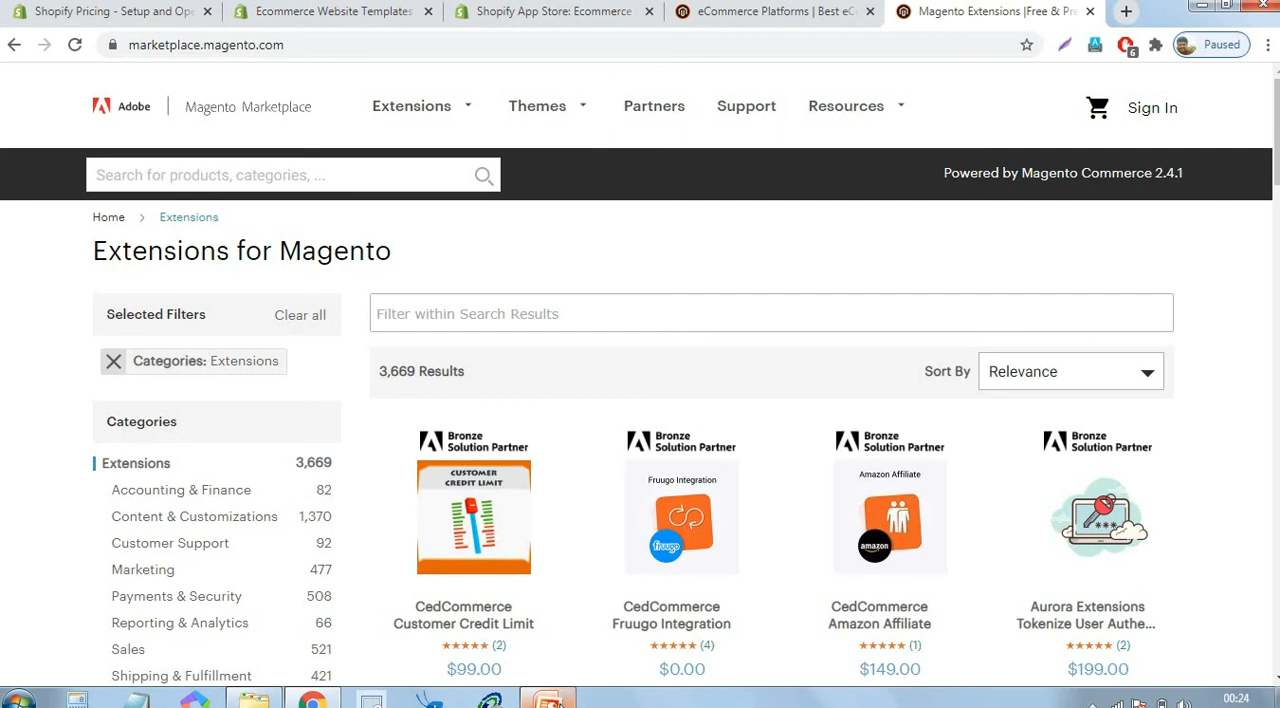 Shopify Pricing - Setup and Ope
Ecommerce Website Templates
Shopify App Store: Ecommerce
eCommerce Platforms | Best eC
Magento Extensions |Free & Pre
marketplace.magento.com
6
Paused
Adobe
Magento Marketplace
Extensions
Themes
Partners
Support
Resources
Sign In
Search for products, categories, ...
Powered by Magento Commerce 2.4.1
Home
Extensions
Extensions for Magento
Selected Filters
Clear all
Filter within Search Results
Categories: Extensions
3,669 Results
Sort By
Relevance
Categories
Extensions 3,669
Accounting & Finance 82
Content & Customizations 1,370
Customer Support 92
Marketing 477
Payments & Security 508
Reporting & Analytics 66
Sales 521
Shipping & Fulfillment 421
Bronze
Solution Partner
CUSTOMER
CREDIT LIMIT
CedCommerce
Customer Credit Limit
(2)
$99.00
Bronze
Solution Partner
Fruugo Integration
fruugo
CedCommerce
Fruugo Integration
(4)
$0.00
Bronze
Solution Partner
Amazon Affiliate
amazon
CedCommerce
Amazon Affiliate
(1)
$149.00
Bronze
Solution Partner
***
Aurora Extensions
Tokenize User Authe...
(2)
$199.00
00:24